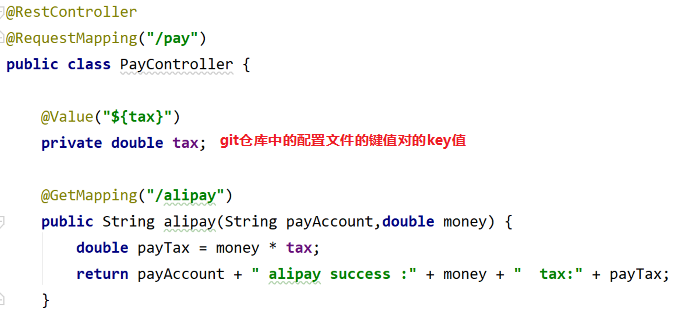 @RestController
@RequestMapping("/pay")
public class PayController {
@Value("${tax}")
private double tax; git仓库中的配置文件的键值对的key值
@GetMapping("/alipay")
public String alipay(String payAccount,double money) {
double payTax = money * tax;
return payAccount + " alipay success :" + money + "  tax:" + payTax;
}